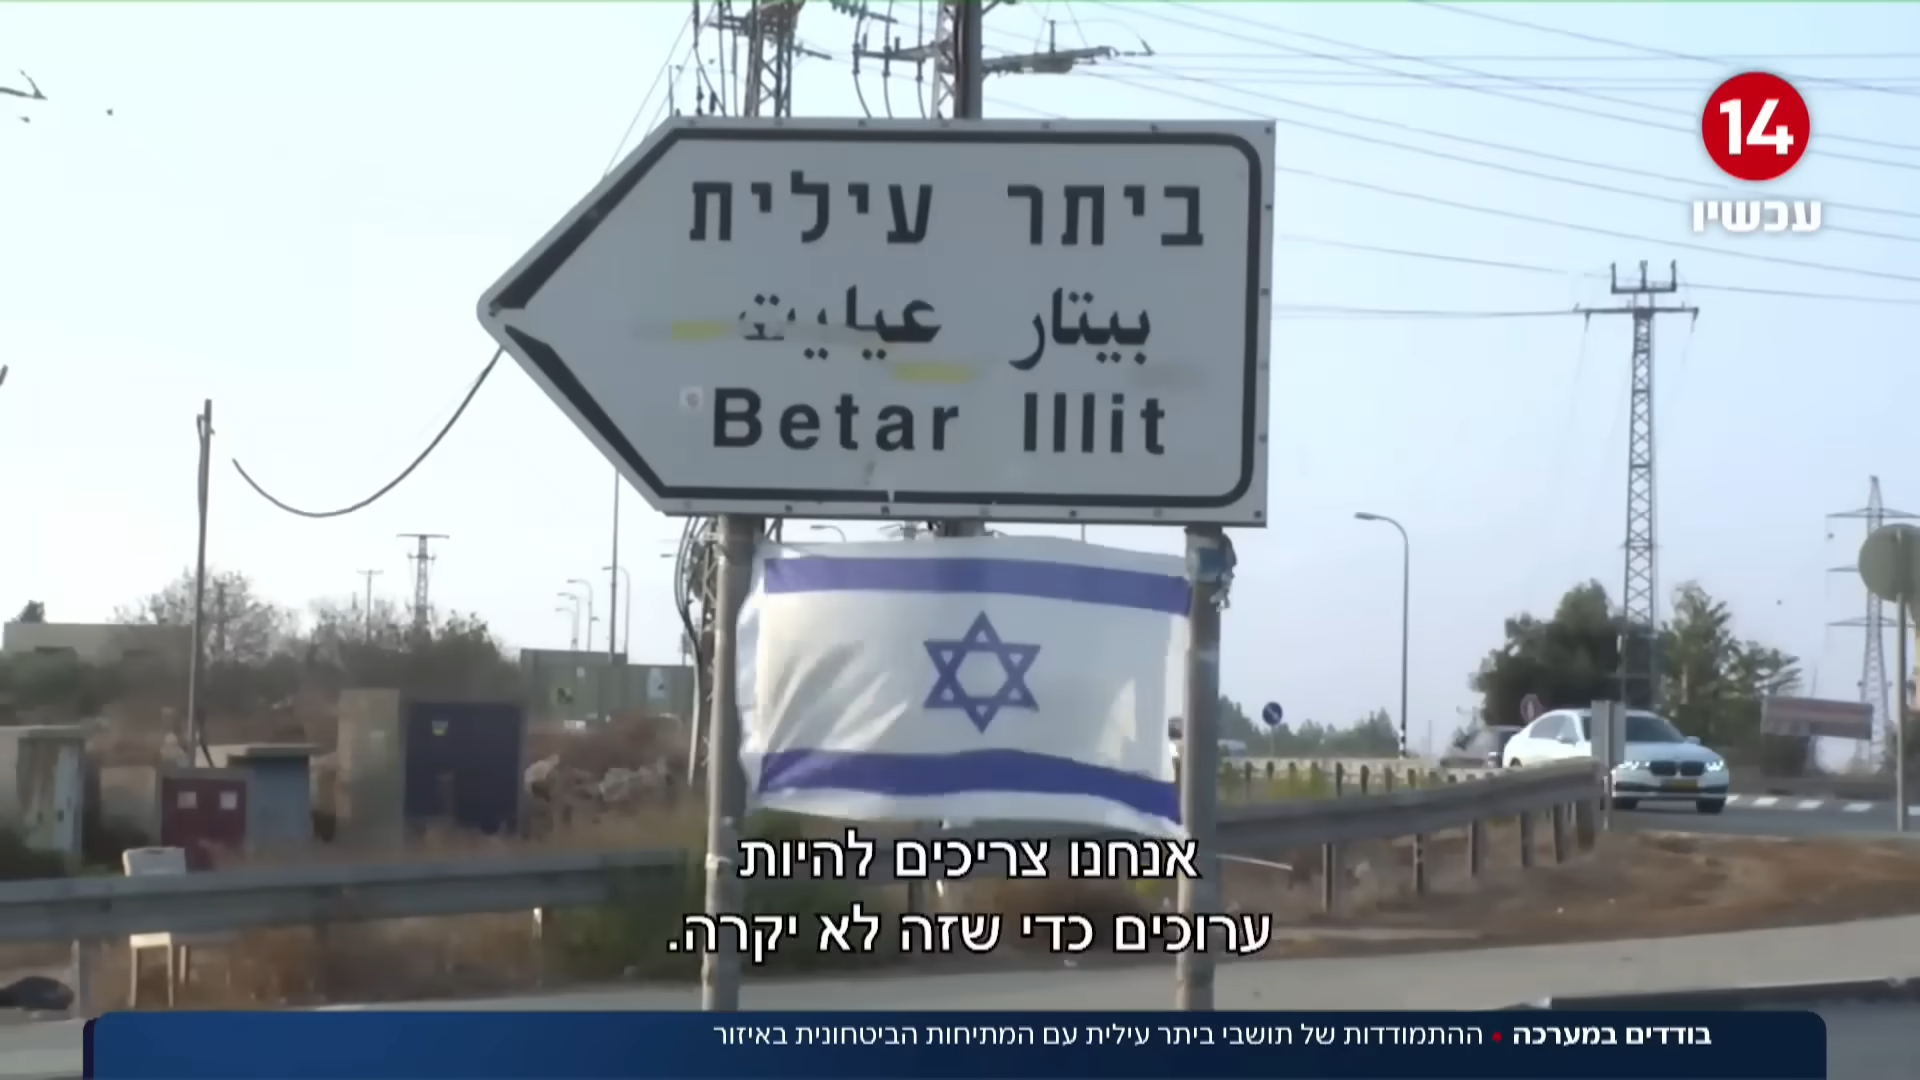 14
עכשיו
ביתר עילית
بيتار عيليت
Betar Illit
אנחנו צריכים להיות
ערוכים כדי שזה לא יקרה.
בודדים במערכה • ההתמודדות של תושבי ביתר עילית עם המתיחות הביטחונית באיזור